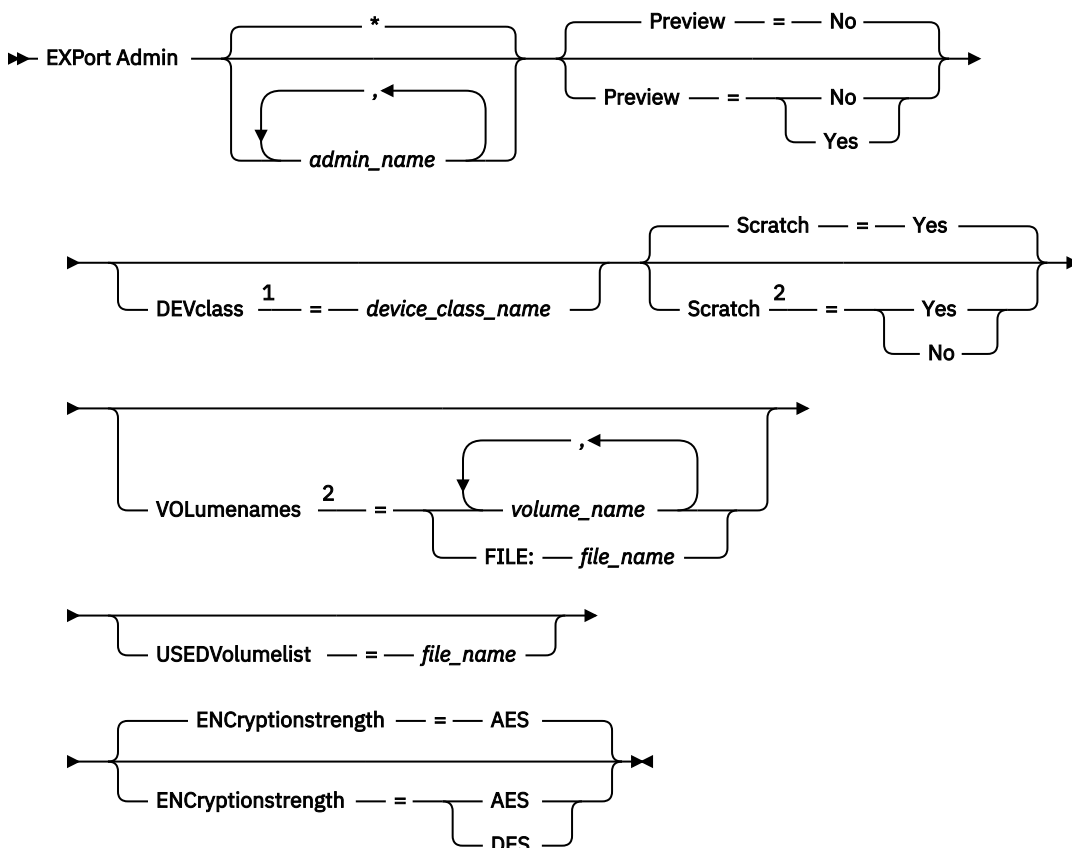 *
Preview = No
EXPort Admin
,
admin_name
Preview = No
Yes
Scratch = Yes
DEVclass 1 = device_class_name
Scratch 2 = Yes
No
,
VOLumenames 2 = volume_name
FILE: file_name
USEDVolumelist = file_name
ENCryptionstrength = AES
ENCryptionstrength = AES
DES